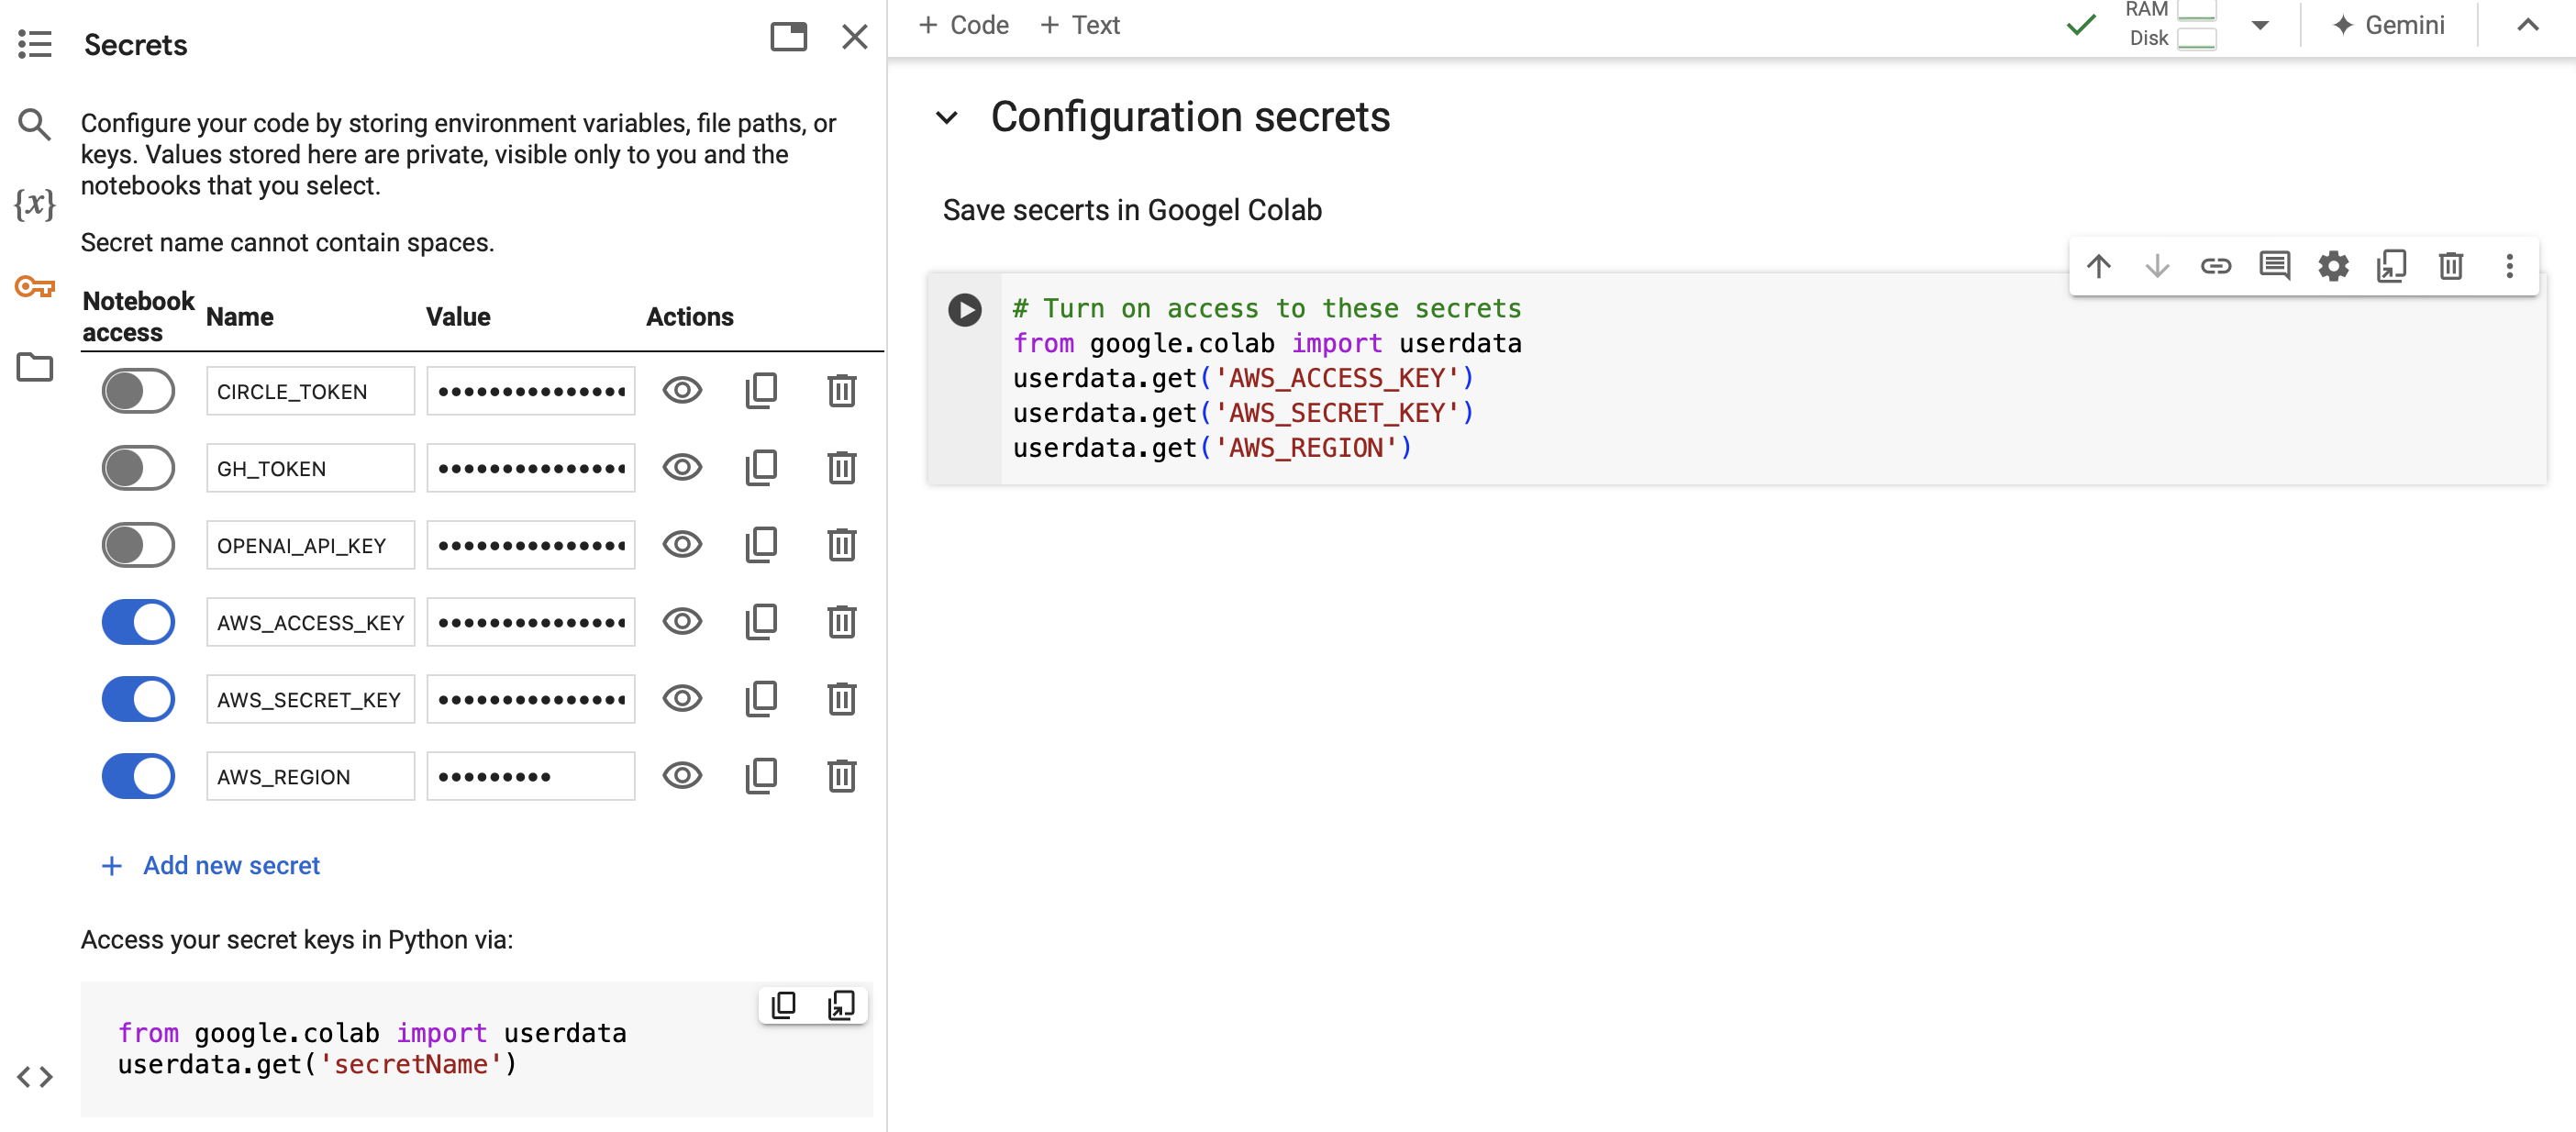 Secrets
Configure your code by storing environment variables, file paths, or
keys. Values stored here are private, visible only to you and the
notebooks that you select.
Secret name cannot contain spaces.
Notebook access Name Value Actions
CIRCLE_TOKEN
GH_TOKEN
OPENAI_API_KEY
AWS_ACCESS_KEY
AWS_SECRET_KEY
AWS_REGION
+ Add new secret
Access your secret keys in Python via:
from google.colab import userdata
userdata.get('secretName')
+ Code + Text
RAM
Disk
Gemini
Configuration secrets
Save secerts in Googel Colab
# Turn on access to these secrets
from google.colab import userdata
userdata.get('AWS_ACCESS_KEY')
userdata.get('AWS_SECRET_KEY')
userdata.get('AWS_REGION')